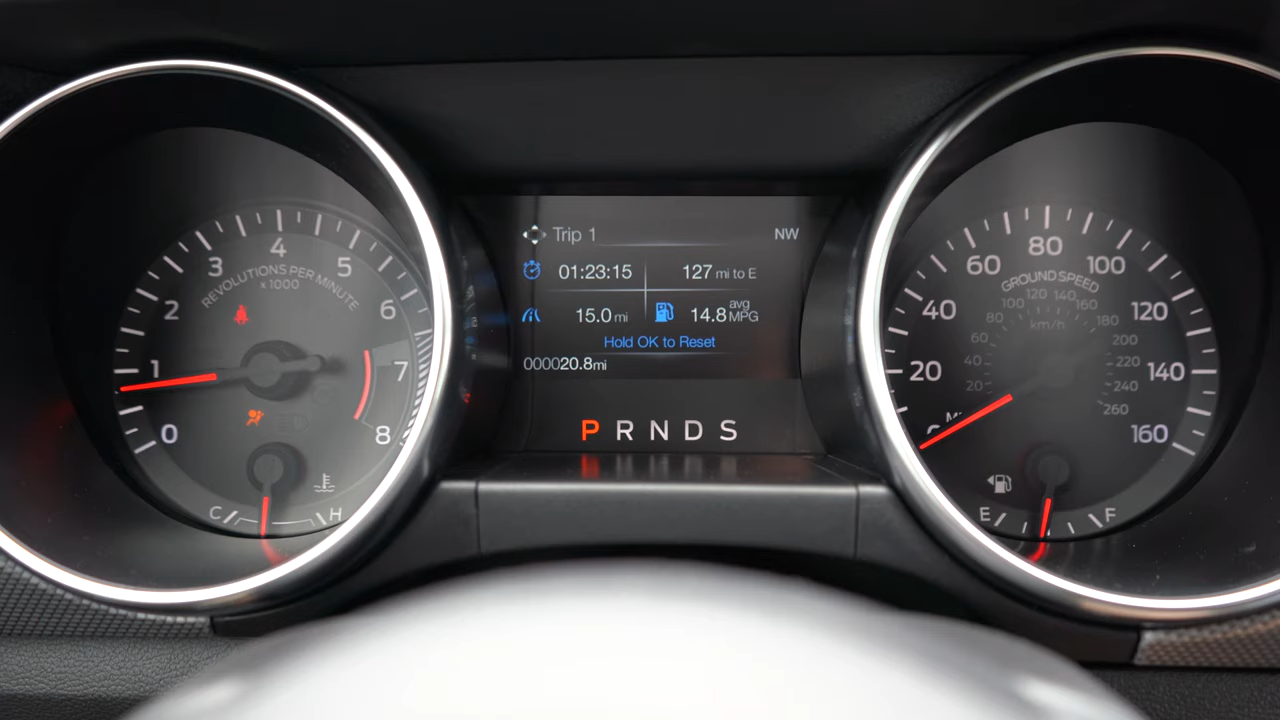 0 1 2 3 4 5 6 7 8
REVOLUTIONS PER MINUTE
x 1000
C H
Trip 1 NW
01:23:15 127 mi to E
15.0 mi 14.8 avg MPG
Hold OK to Reset
000020.8mi
P R N D S
20 40 60 80 100 120 140 160
GROUND SPEED
20 40 60 80 100 120 140 160 180 200 220 240 260
km/h
E F